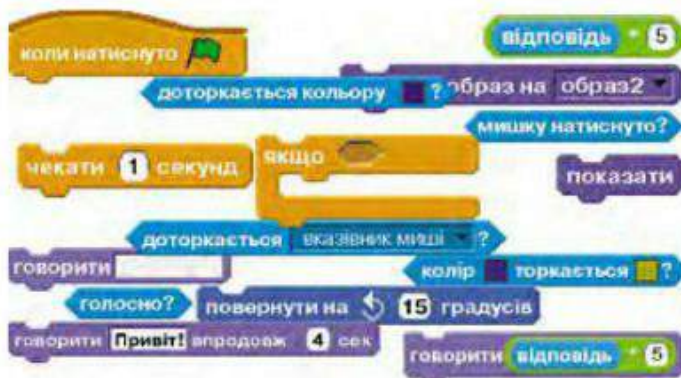 коли натиснуто
відповідь * 5
доторкається кольору ?
образ на образ2
мишку натиснуто?
чекати 1 секунд
якщо
показати
доторкається вказівник миші ?
говорити
колір торкається ?
голосно?
повернути на 15 градусів
говорити Привіт! впродовж 4 сек
говорити відповідь * 5